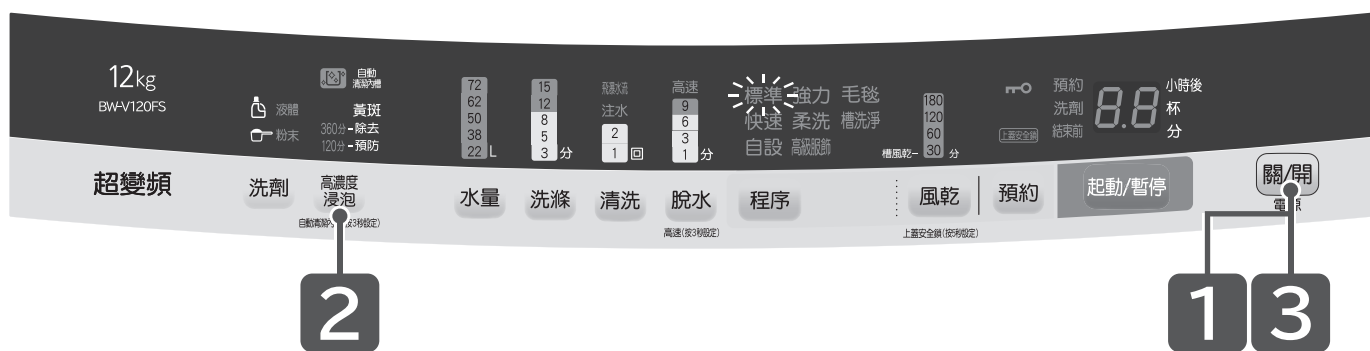 12kg
BW-V120FS
自動
清潔內槽
液體
粉末
黃斑
360分-除去
120分-預防
72
62
50
38
22 L
15
12
8
5
3 分
飛瀑水流
注水
2
1 回
高速
9
6
3
1 分
標準 強力 毛毯
快速 柔洗 槽洗淨
自設 高級服飾
180
120
60
槽風乾-30 分
上蓋安全鎖
預約
洗劑
結束前
8.8
小時後
杯
分
超變頻
洗劑
高濃度
浸泡
水量
洗滌
清洗
脫水
高速(按3秒設定)
程序
風乾
上蓋安全鎖(按5秒設定)
預約
起動/暫停
關/開
電源
2
1
3